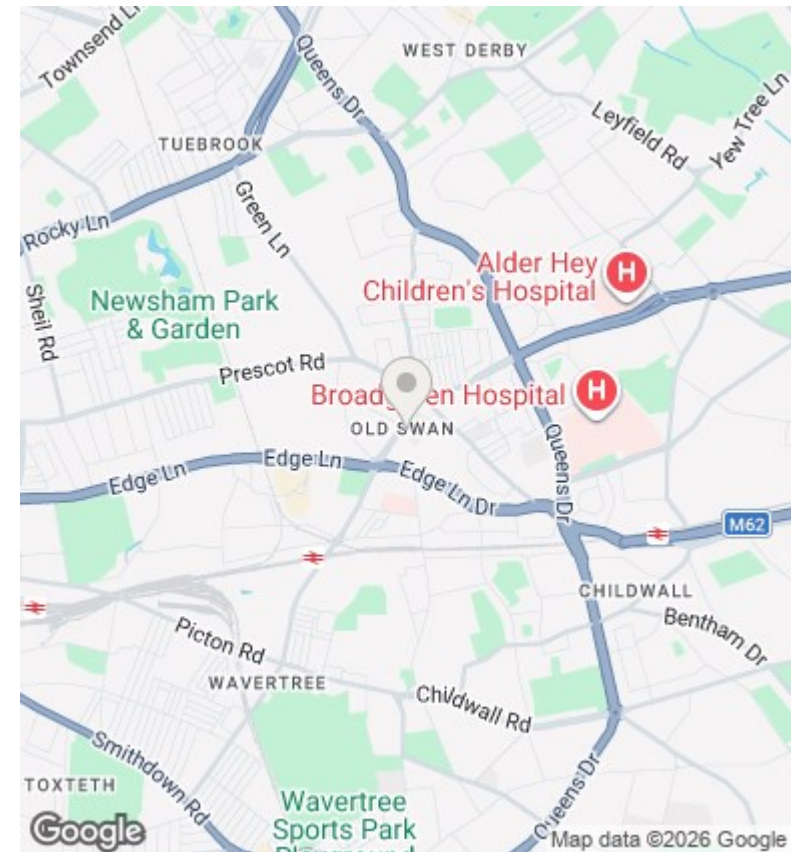 Townsend Ln
Queens Dr
WEST DERBY
Yew Tree Ln
Leyfield Rd
TUEBROOK
Green Ln
Rocky Ln
Sheil Rd
Alder Hey
Children's Hospital
H
Newsham Park
& Garden
Prescot Rd
Broadg en Hospital
H
OLD SWAN
Queens Dr
Edge Ln
Edge Ln
Edge Ln Dr
M62
CHILDWALL
Bentham Dr
Picton Rd
WAVERTREE
Childwall Rd
Smithdown Rd
Queens Dr
TOXTETH
Wavertree
Sports Park
Playground
Google
Map data ©2026 Google